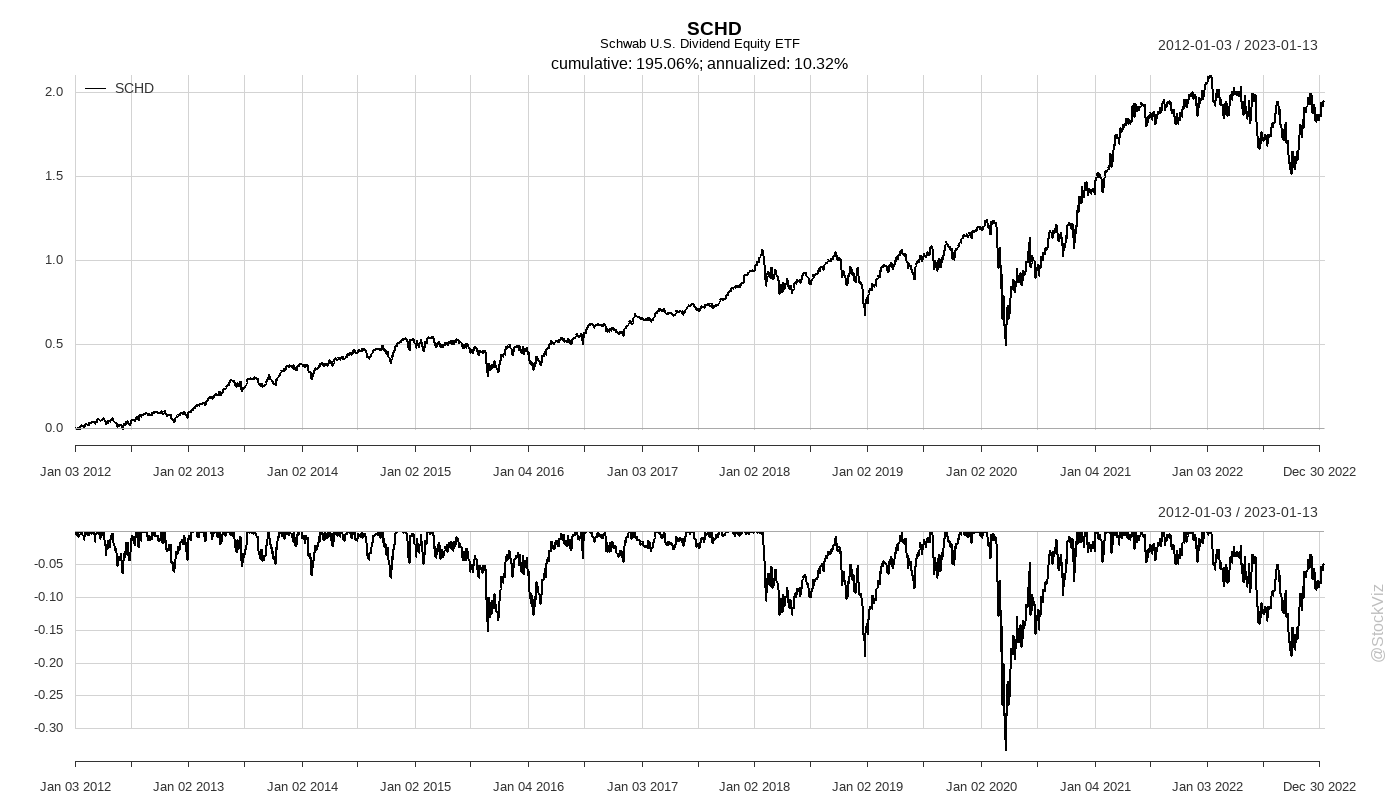 SCHD
Schwab U.S. Dividend Equity ETF
cumulative: 195.06%; annualized: 10.32%
2012-01-03 / 2023-01-13
SCHD
2.0
1.5
1.0
0.5
0.0
Jan 03 2012 Jan 02 2013 Jan 02 2014 Jan 02 2015 Jan 04 2016 Jan 03 2017 Jan 02 2018 Jan 02 2019 Jan 02 2020 Jan 04 2021 Jan 03 2022 Dec 30 2022
2012-01-03 / 2023-01-13
-0.05
-0.10
-0.15
-0.20
-0.25
-0.30
Jan 03 2012 Jan 02 2013 Jan 02 2014 Jan 02 2015 Jan 04 2016 Jan 03 2017 Jan 02 2018 Jan 02 2019 Jan 02 2020 Jan 04 2021 Jan 03 2022 Dec 30 2022
@StockViz